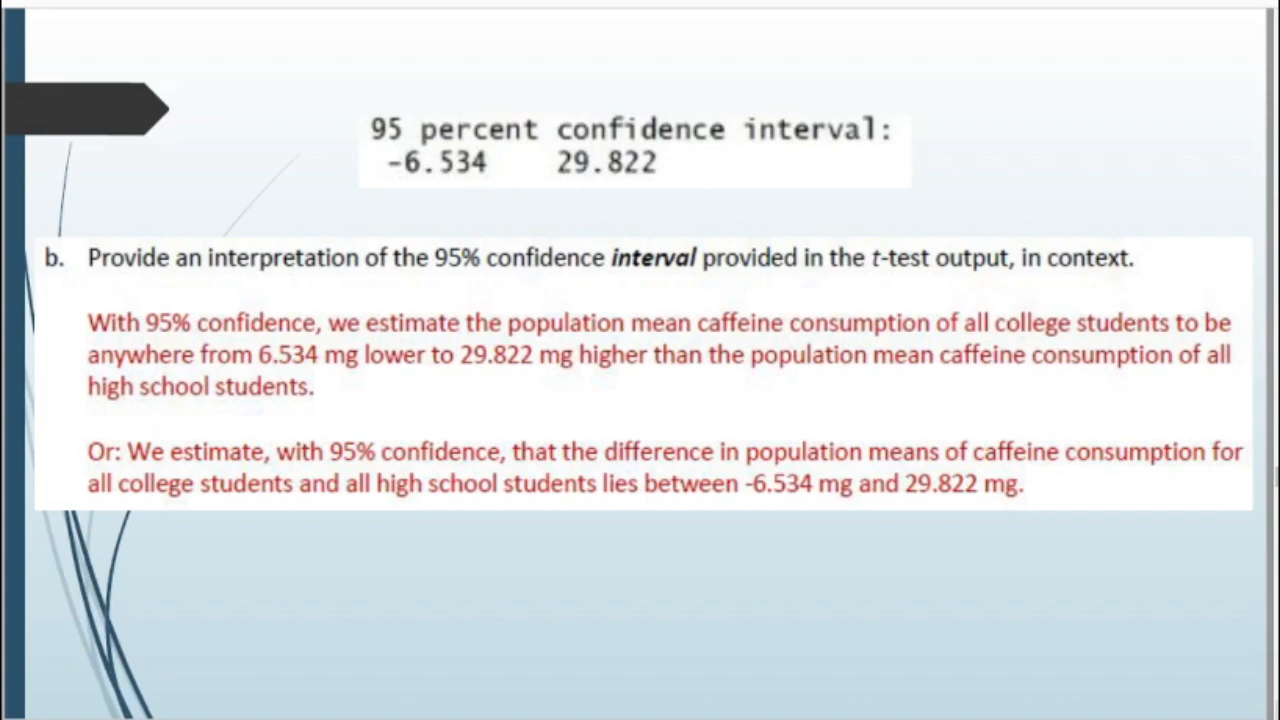 95 percent confidence interval:
-6.534 29.822
b. Provide an interpretation of the 95% confidence interval provided in the t-test output, in context.
With 95% confidence, we estimate the population mean caffeine consumption of all college students to be
anywhere from 6.534 mg lower to 29.822 mg higher than the population mean caffeine consumption of all
high school students.
Or: We estimate, with 95% confidence, that the difference in population means of caffeine consumption for
all college students and all high school students lies between -6.534 mg and 29.822 mg.